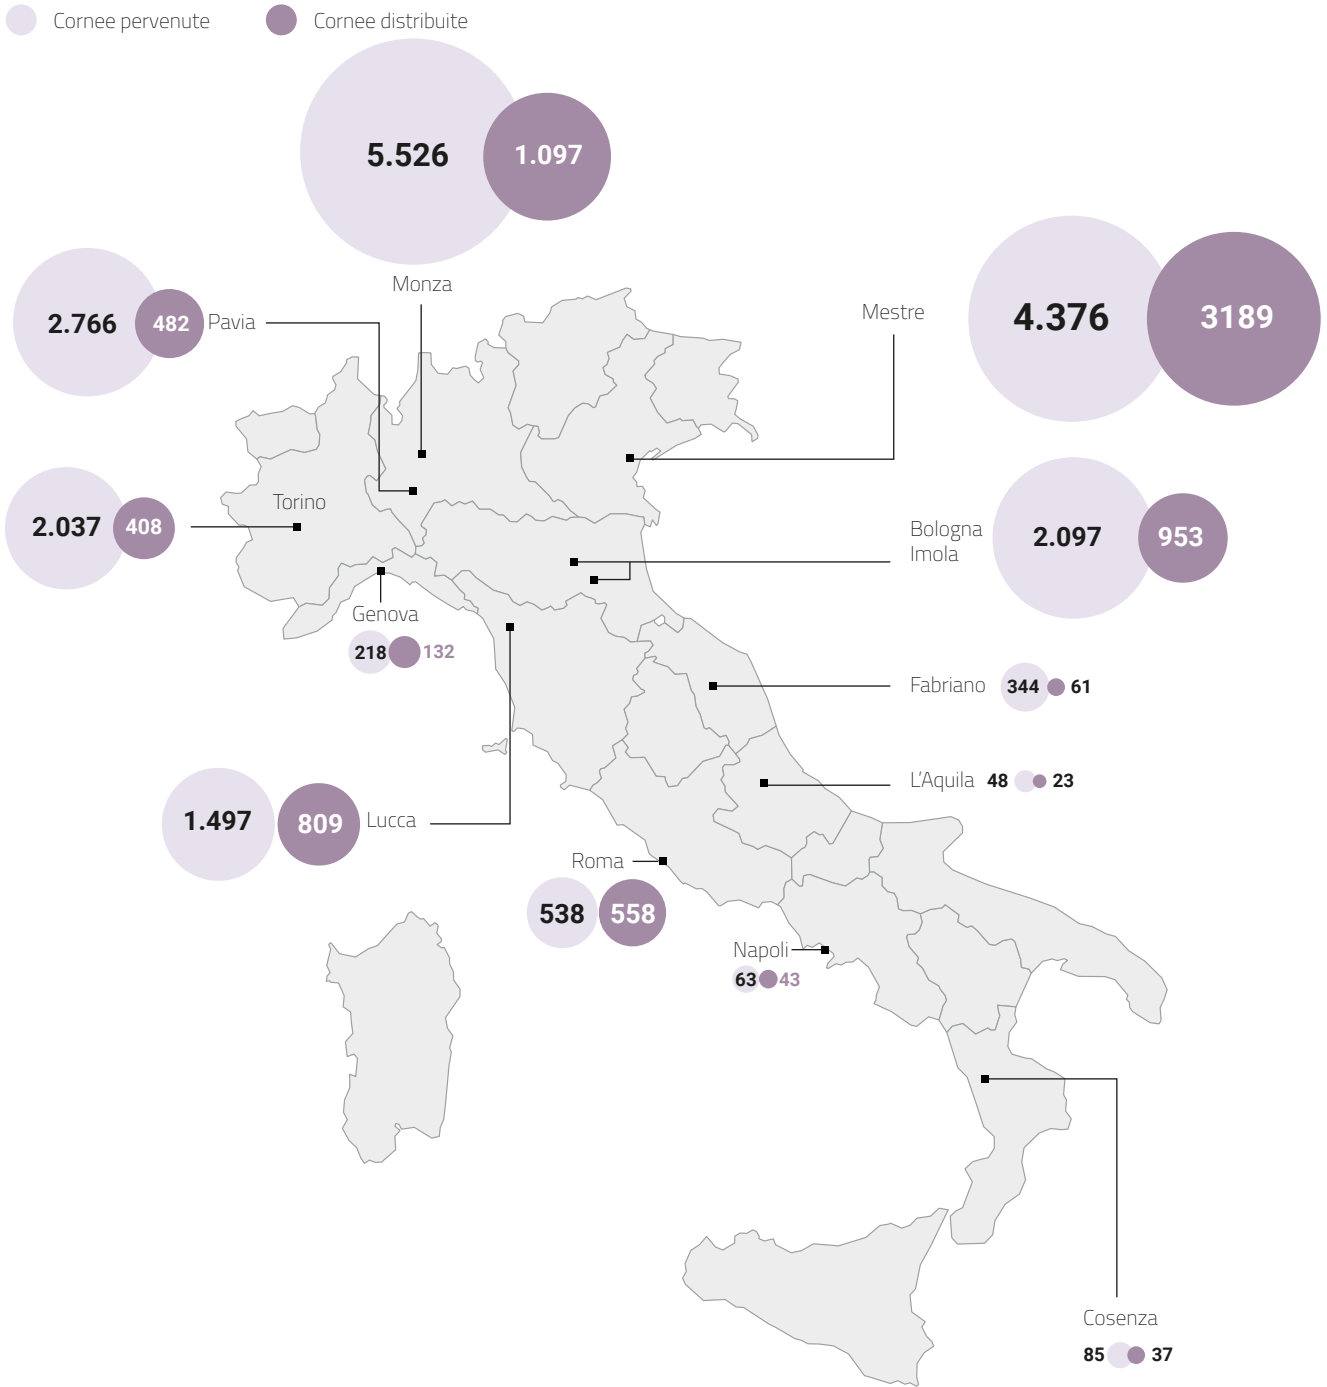 Cornee pervenute
Cornee distribuite
5.526
1.097
Monza
2.766
482
Pavia
Mestre
4.376
3189
2.037
408
Torino
Bologna
Imola
2.097
953
Genova
218
132
Fabriano
344
61
L'Aquila
48
23
1.497
809
Lucca
Roma
538
558
Napoli
63
43
Cosenza
85
37